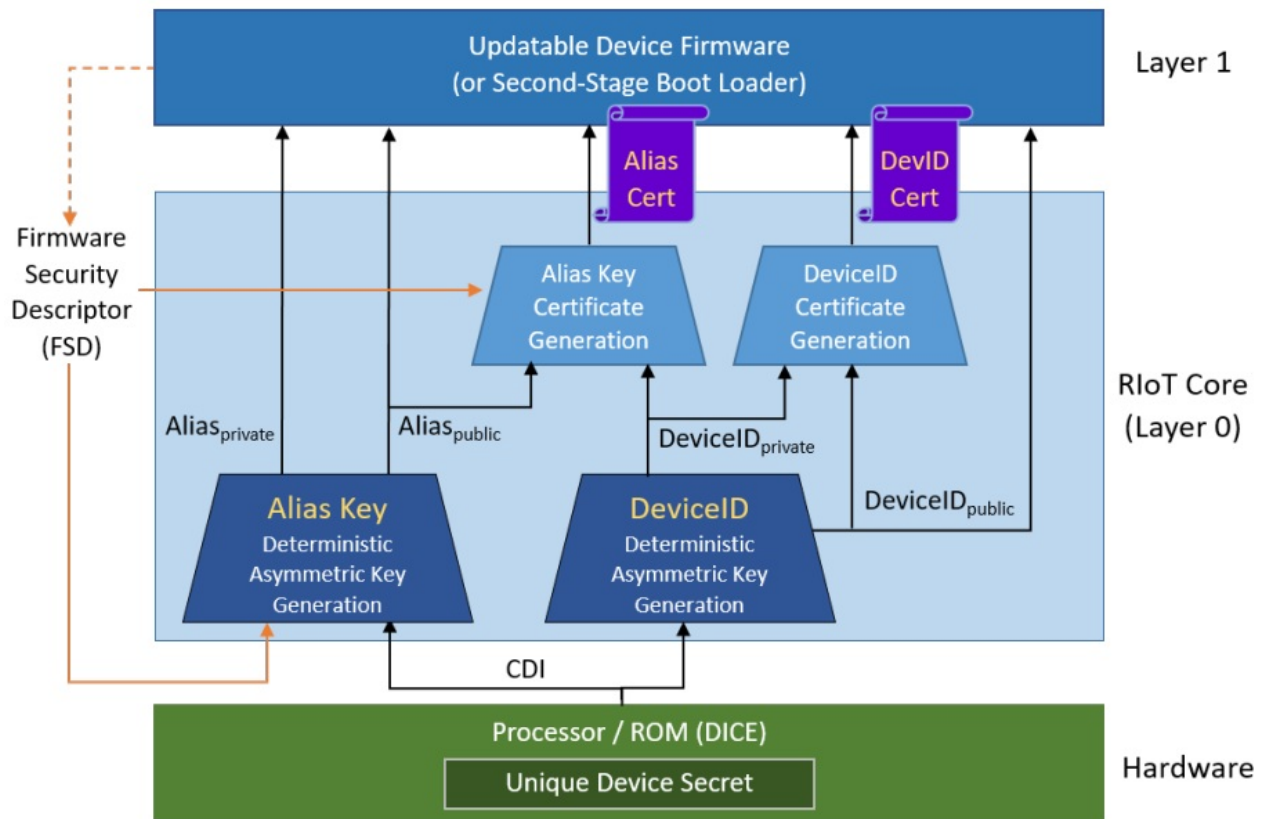 Updatable Device Firmware
(or Second-Stage Boot Loader)
Layer 1
Alias
Cert
DevID
Cert
Firmware
Security
Descriptor
(FSD)
Alias Key
Certificate
Generation
DeviceID
Certificate
Generation
RIoT Core
(Layer 0)
Aliasprivate
Aliaspublic
DeviceIDprivate
DeviceIDpublic
Alias Key
Deterministic
Asymmetric Key
Generation
DeviceID
Deterministic
Asymmetric Key
Generation
CDI
Processor / ROM (DICE)
Unique Device Secret
Hardware